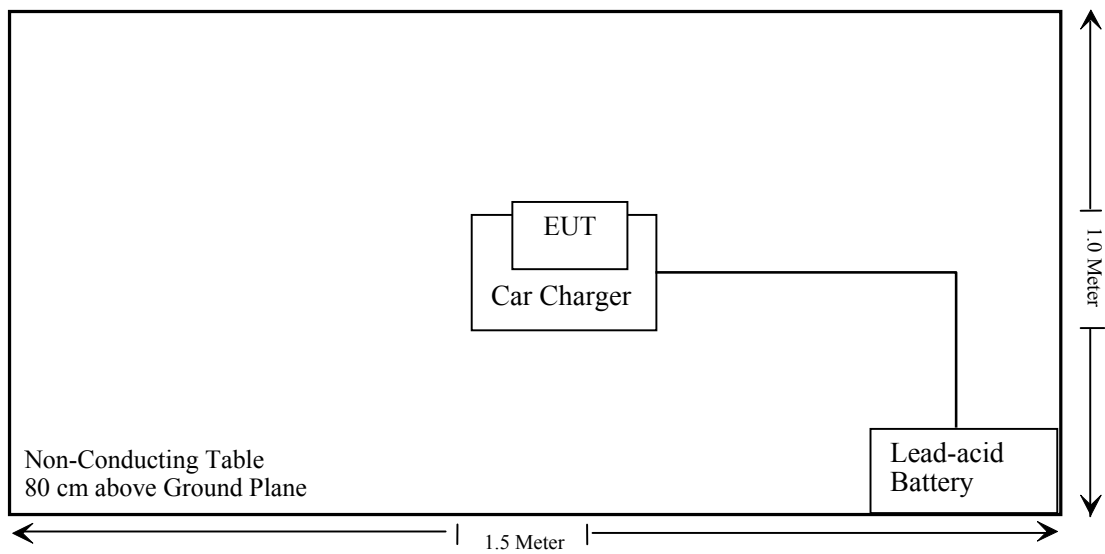 EUT
Car Charger
1.0 Meter
Non-Conducting Table
80 cm above Ground Plane
Lead-acid
Battery
1.5 Meter